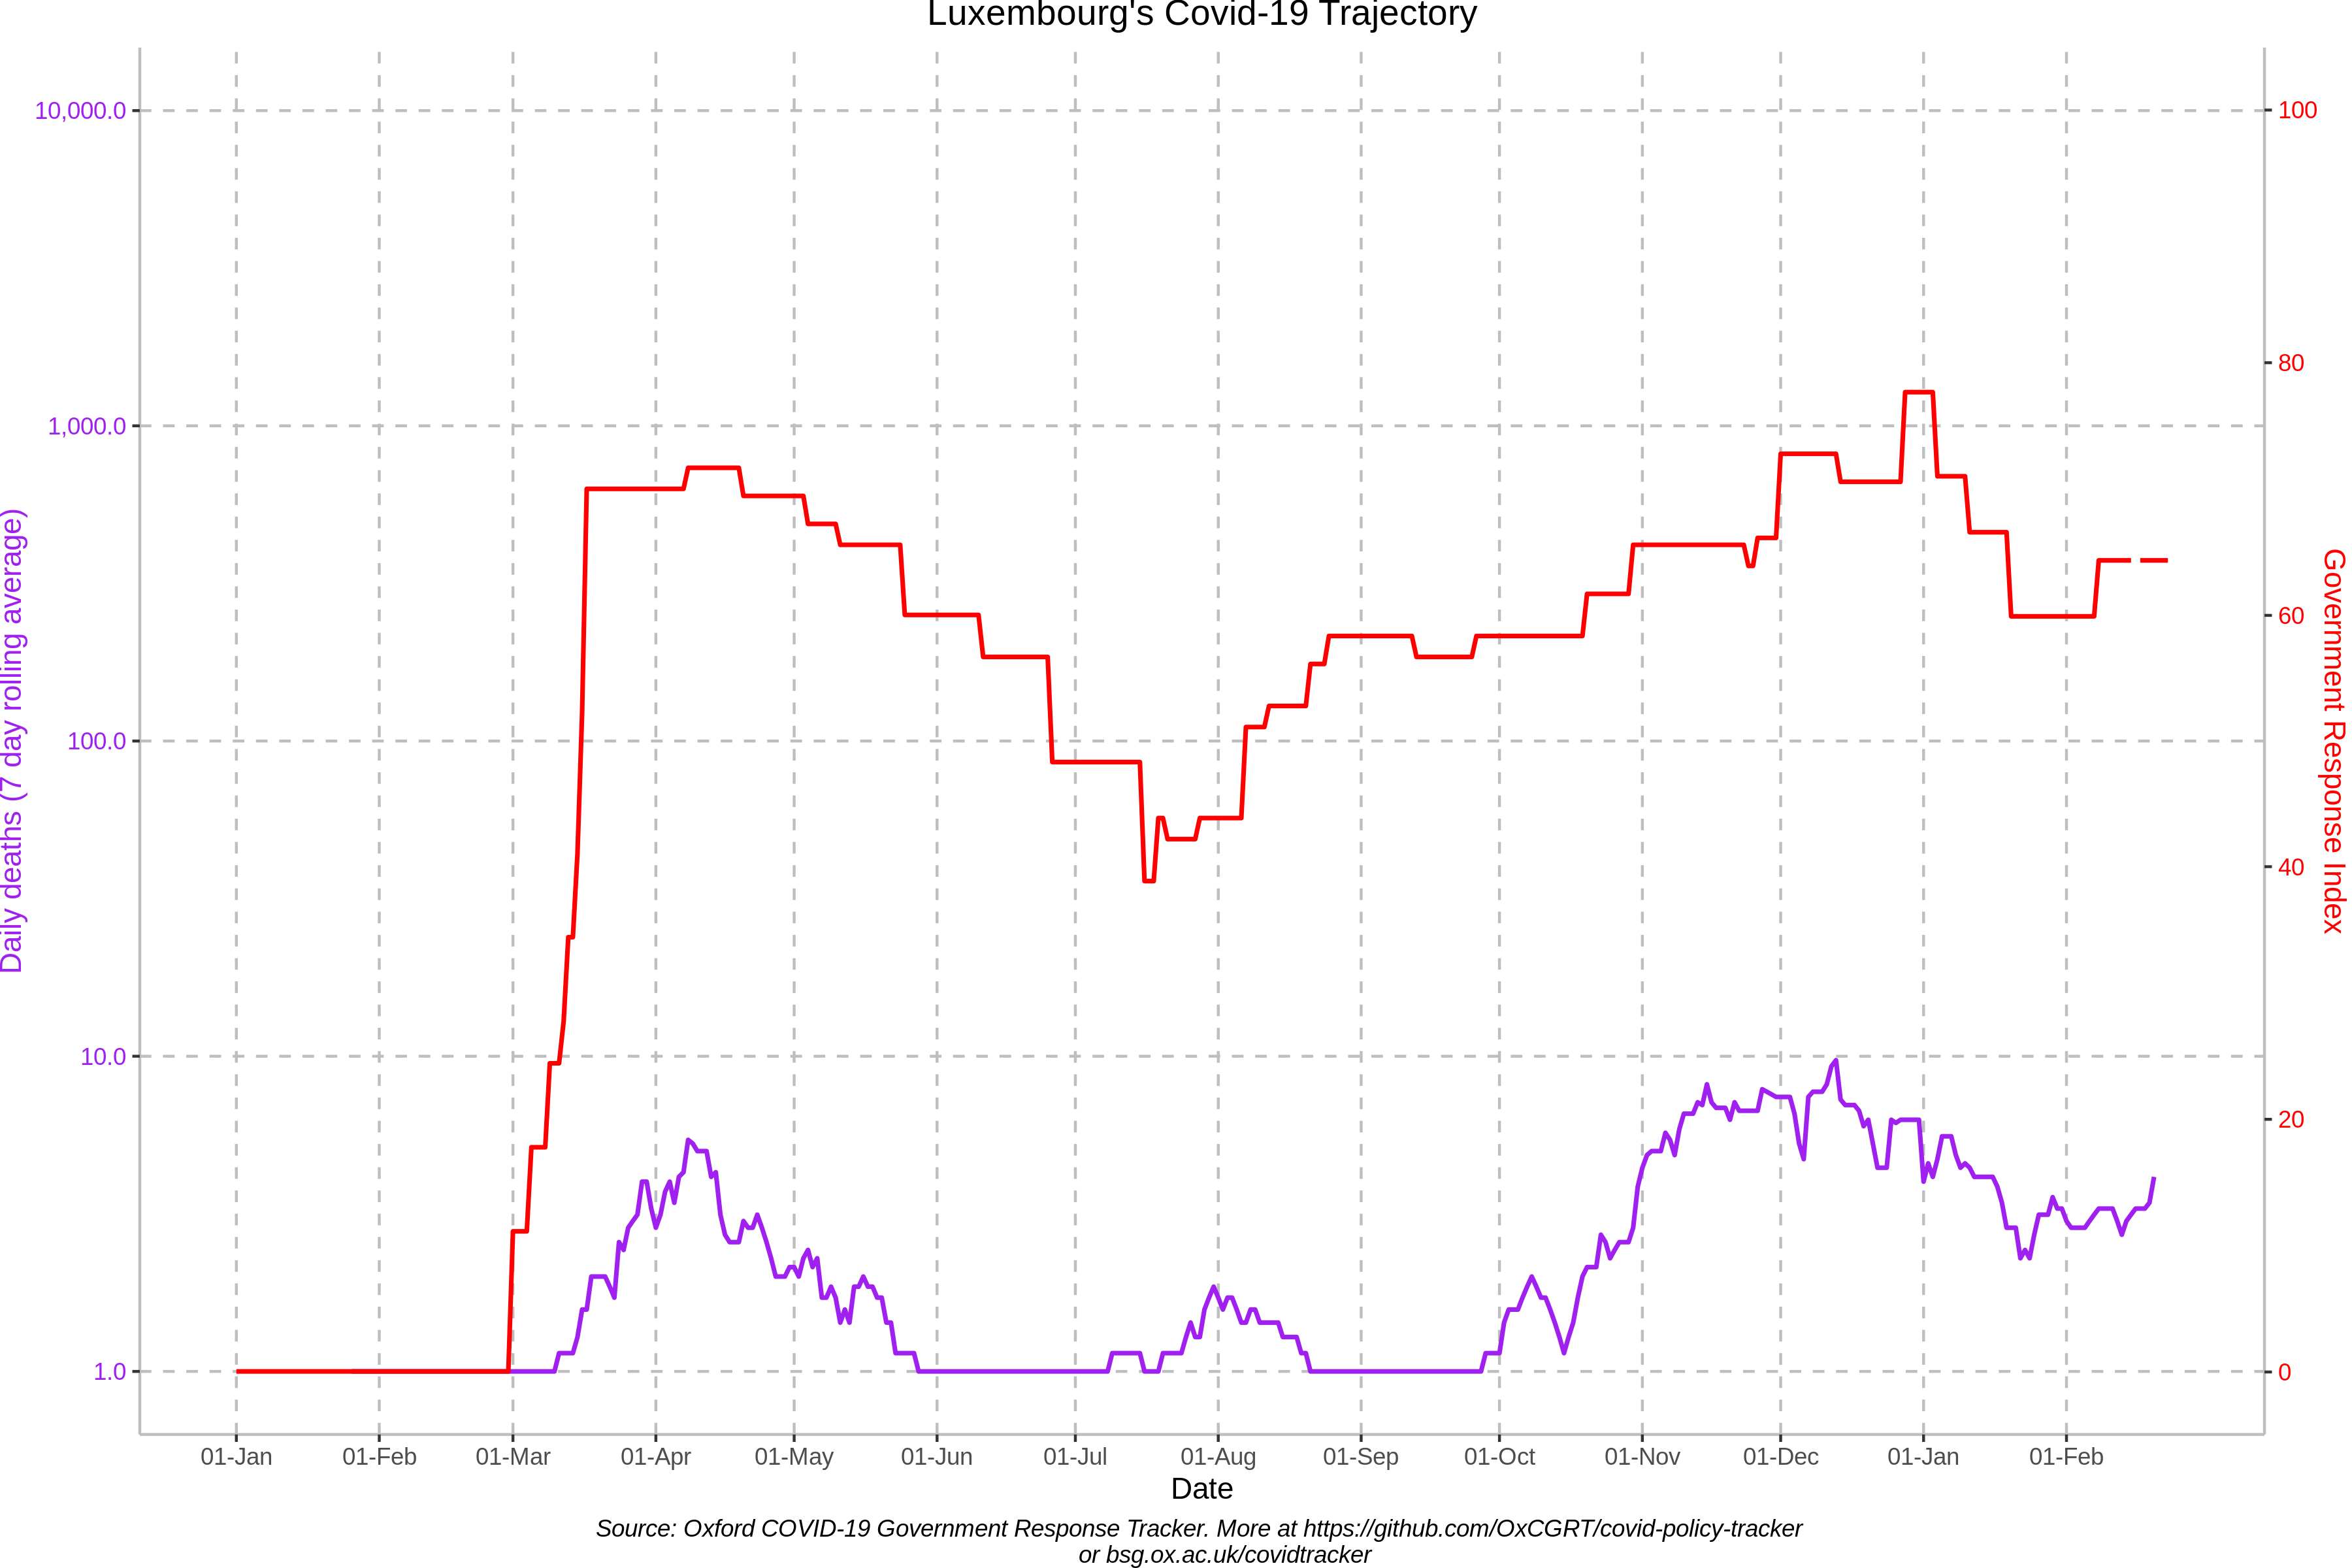 Luxembourg's Covid-19 Trajectory
10,000.0
1,000.0
100.0
10.0
1.0
Daily deaths (7 day rolling average)
100
80
60
40
20
0
Government Response Index
01-Jan 01-Feb 01-Mar 01-Apr 01-May 01-Jun 01-Jul 01-Aug 01-Sep 01-Oct 01-Nov 01-Dec 01-Jan 01-Feb
Date
Source: Oxford COVID-19 Government Response Tracker. More at https://github.com/OxCGRT/covid-policy-tracker
or bsg.ox.ac.uk/covidtracker